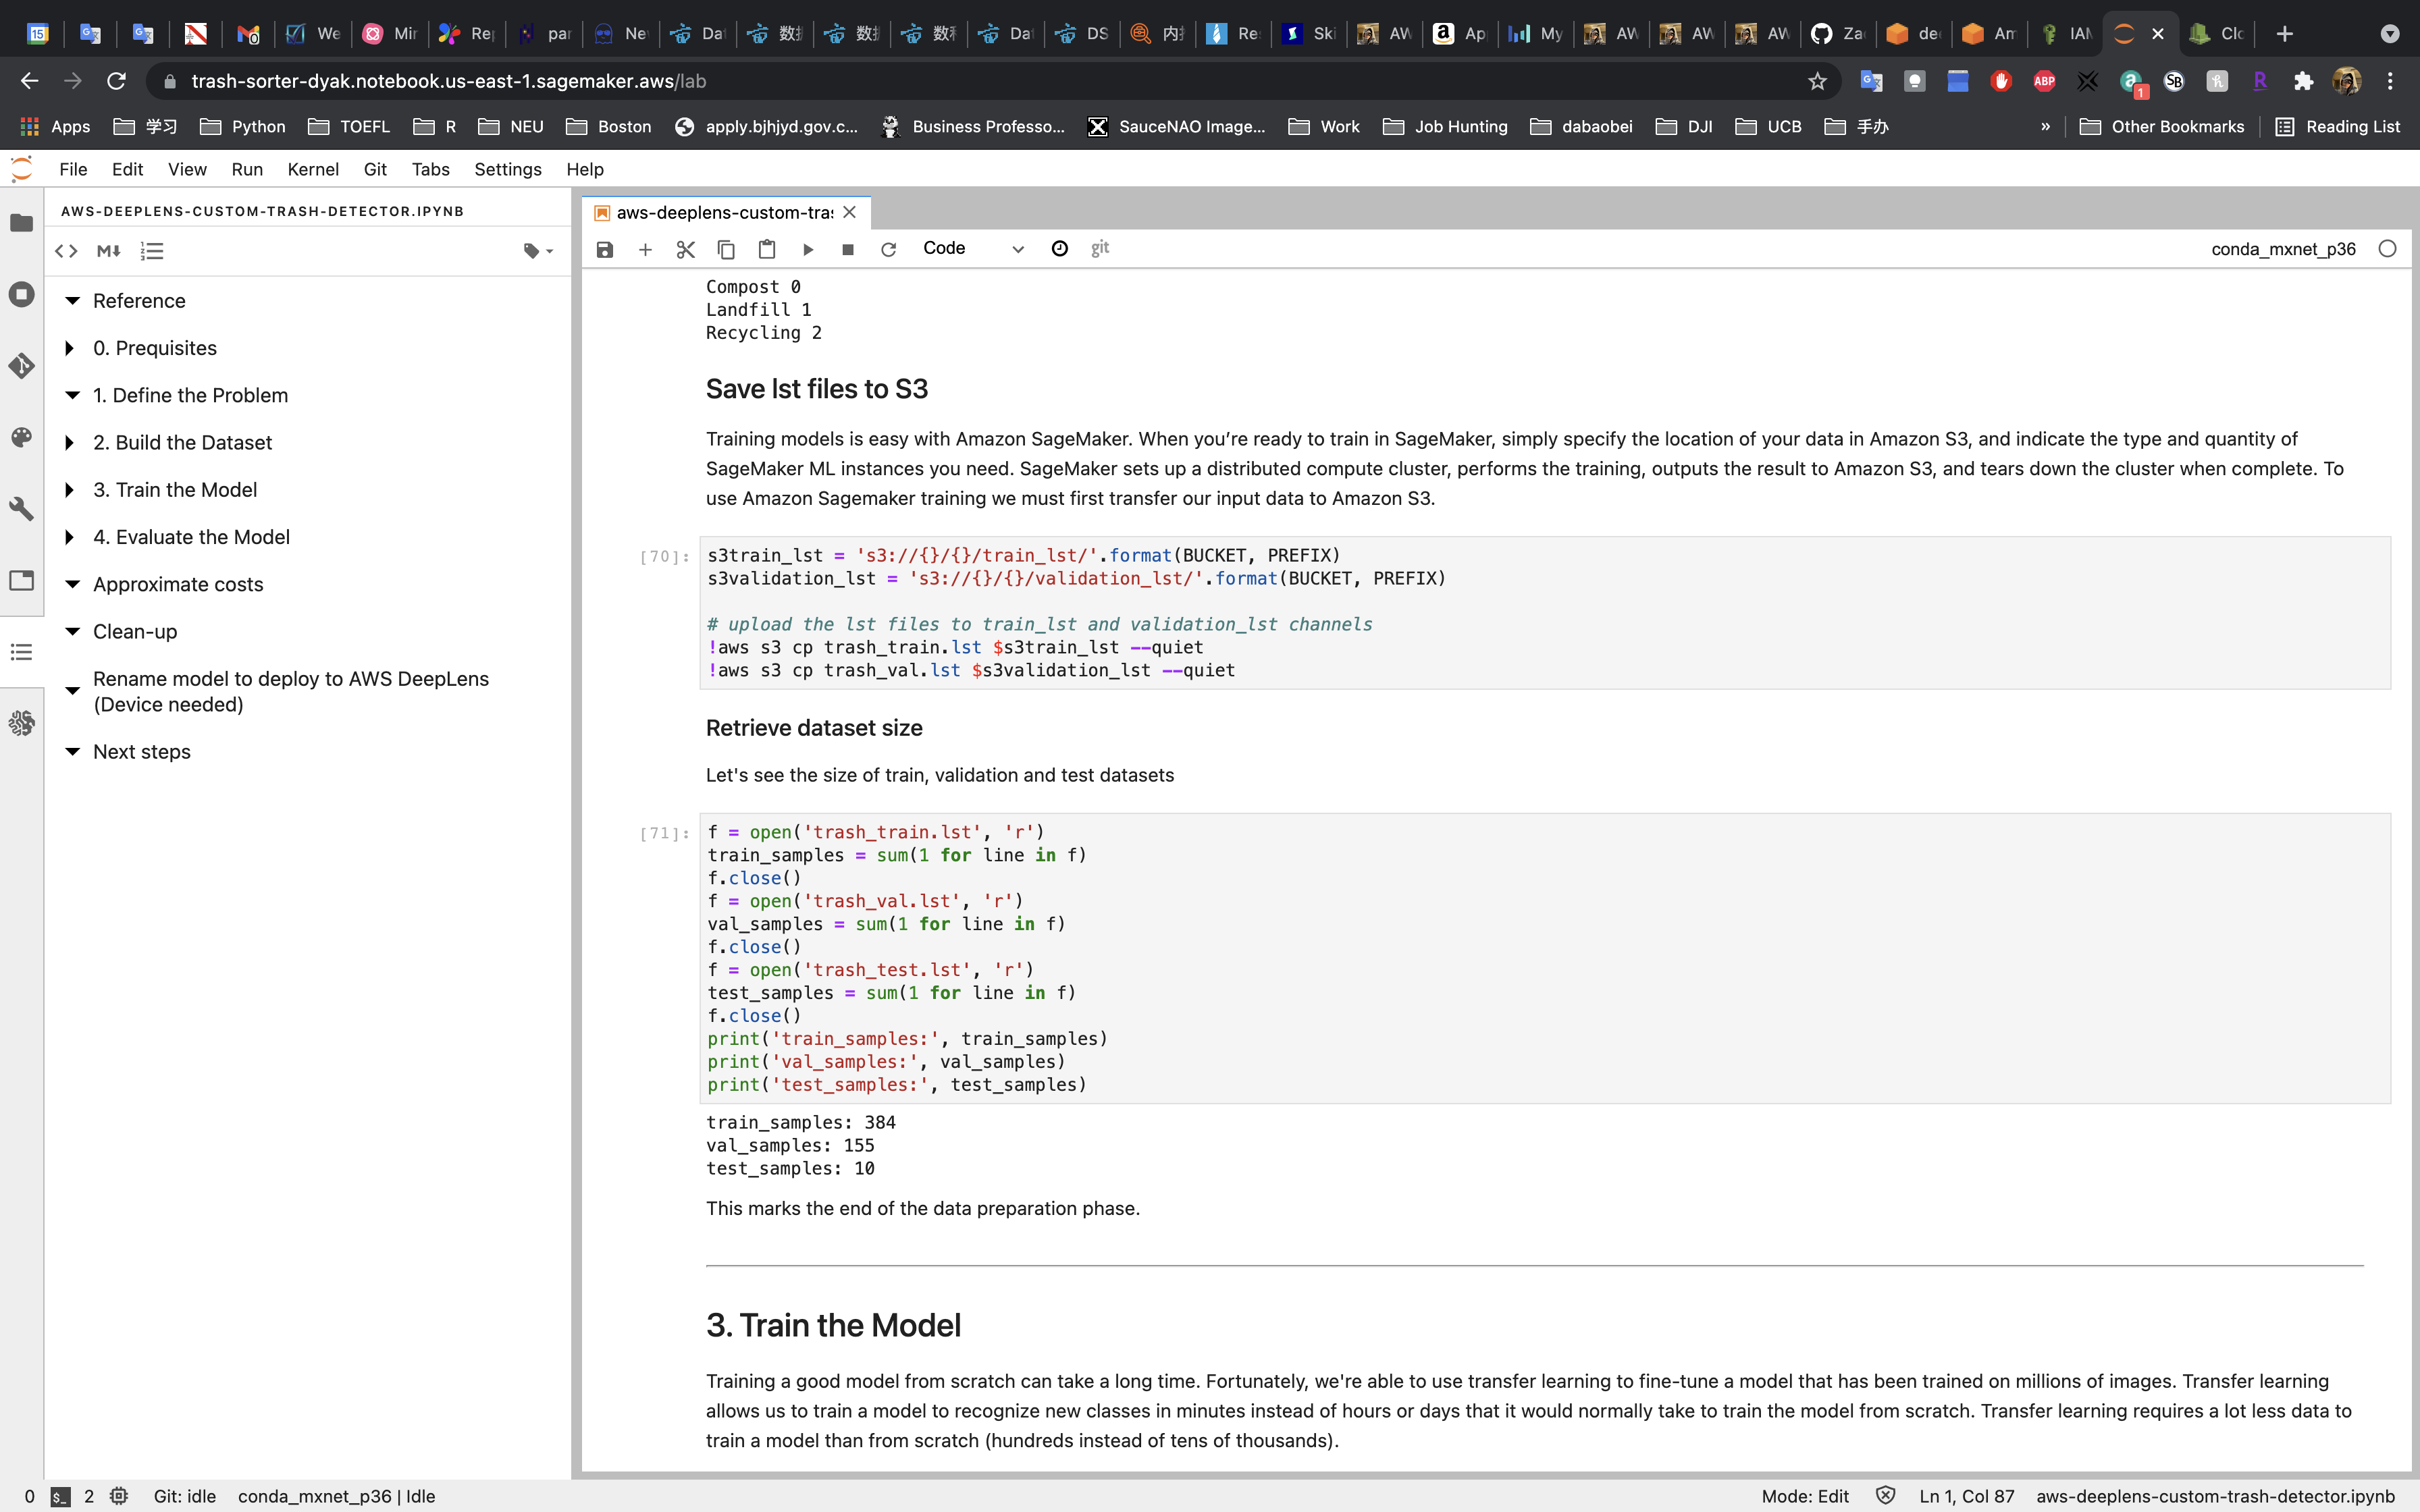 15
We
Mir
Re
par
Ne
Da
数据
数据
数科
Da
DS
内推
Re
Ski
AW
Ap
My
AW
AW
AW
Za
de
Am
IAM
Clo
trash-sorter-dyak.notebook.us-east-1.sagemaker.aws/lab
ABP
SB
1
Apps
学习
Python
TOEFL
R
NEU
Boston
apply.bjhjyd.gov.c...
Business Professo...
SauceNAO Image...
Work
Job Hunting
dabaobei
DJI
UCB
手办
»
Other Bookmarks
Reading List
File Edit View Run Kernel Git Tabs Settings Help
AWS-DEEPLENS-CUSTOM-TRASH-DETECTOR.IPYNB
Reference
0. Prequisites
1. Define the Problem
2. Build the Dataset
3. Train the Model
4. Evaluate the Model
Approximate costs
Clean-up
Rename model to deploy to AWS DeepLens
(Device needed)
Next steps
aws-deeplens-custom-tra
Code
git
conda_mxnet_p36
Compost 0
Landfill 1
Recycling 2
Save lst files to S3
Training models is easy with Amazon SageMaker. When you’re ready to train in SageMaker, simply specify the location of your data in Amazon S3, and indicate the type and quantity of
SageMaker ML instances you need. SageMaker sets up a distributed compute cluster, performs the training, outputs the result to Amazon S3, and tears down the cluster when complete. To
use Amazon Sagemaker training we must first transfer our input data to Amazon S3.
[70]:
s3train_lst = 's3://{}/{}/train_lst/'.format(BUCKET, PREFIX)
s3validation_lst = 's3://{}/{}/validation_lst/'.format(BUCKET, PREFIX)
# upload the lst files to train_lst and validation_lst channels
!aws s3 cp trash_train.lst $s3train_lst --quiet
!aws s3 cp trash_val.lst $s3validation_lst --quiet
Retrieve dataset size
Let's see the size of train, validation and test datasets
[71]:
f = open('trash_train.lst', 'r')
train_samples = sum(1 for line in f)
f.close()
f = open('trash_val.lst', 'r')
val_samples = sum(1 for line in f)
f.close()
f = open('trash_test.lst', 'r')
test_samples = sum(1 for line in f)
f.close()
print('train_samples:', train_samples)
print('val_samples:', val_samples)
print('test_samples:', test_samples)
train_samples: 384
val_samples: 155
test_samples: 10
This marks the end of the data preparation phase.
3. Train the Model
Training a good model from scratch can take a long time. Fortunately, we're able to use transfer learning to fine-tune a model that has been trained on millions of images. Transfer learning
allows us to train a model to recognize new classes in minutes instead of hours or days that it would normally take to train the model from scratch. Transfer learning requires a lot less data to
train a model than from scratch (hundreds instead of tens of thousands).
0 2 Git: idle conda_mxnet_p36 | Idle
Mode: Edit Ln 1, Col 87 aws-deeplens-custom-trash-detector.ipynb